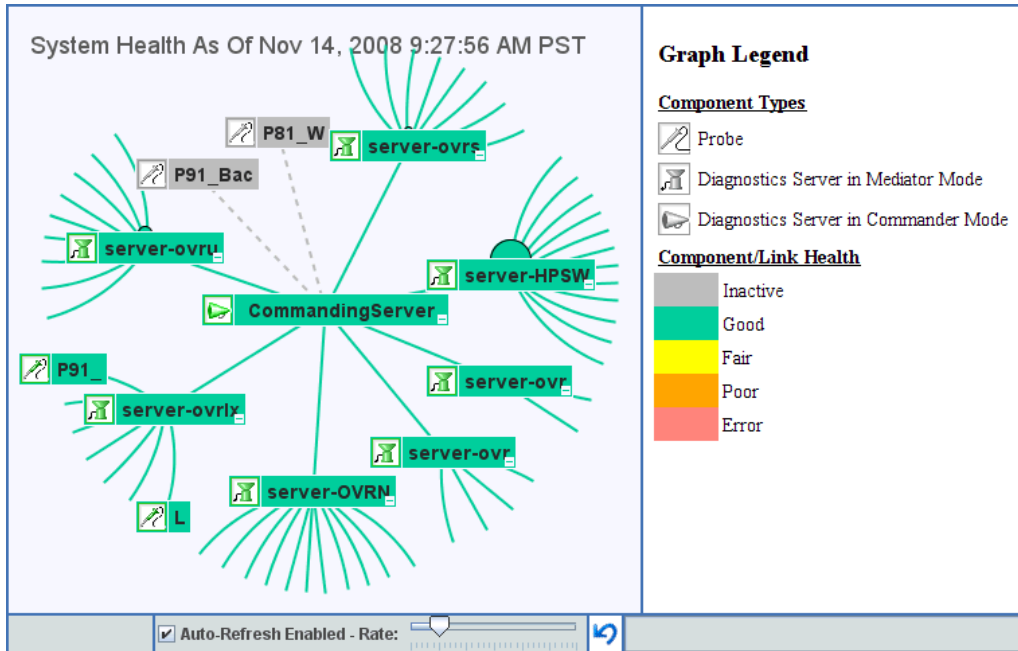 System Health As Of Nov 14, 2008 9:27:56 AM PST
P81_W
server-ovrs
P91_Bac
server-ovru
server-HPSW
CommandingServer
P91_
server-ovr
server-ovrlx
server-ovr
server-OVRN
L
Graph Legend
Component Types
Probe
Diagnostics Server in Mediator Mode
Diagnostics Server in Commander Mode
Component/Link Health
Inactive
Good
Fair
Poor
Error
Auto-Refresh Enabled - Rate: